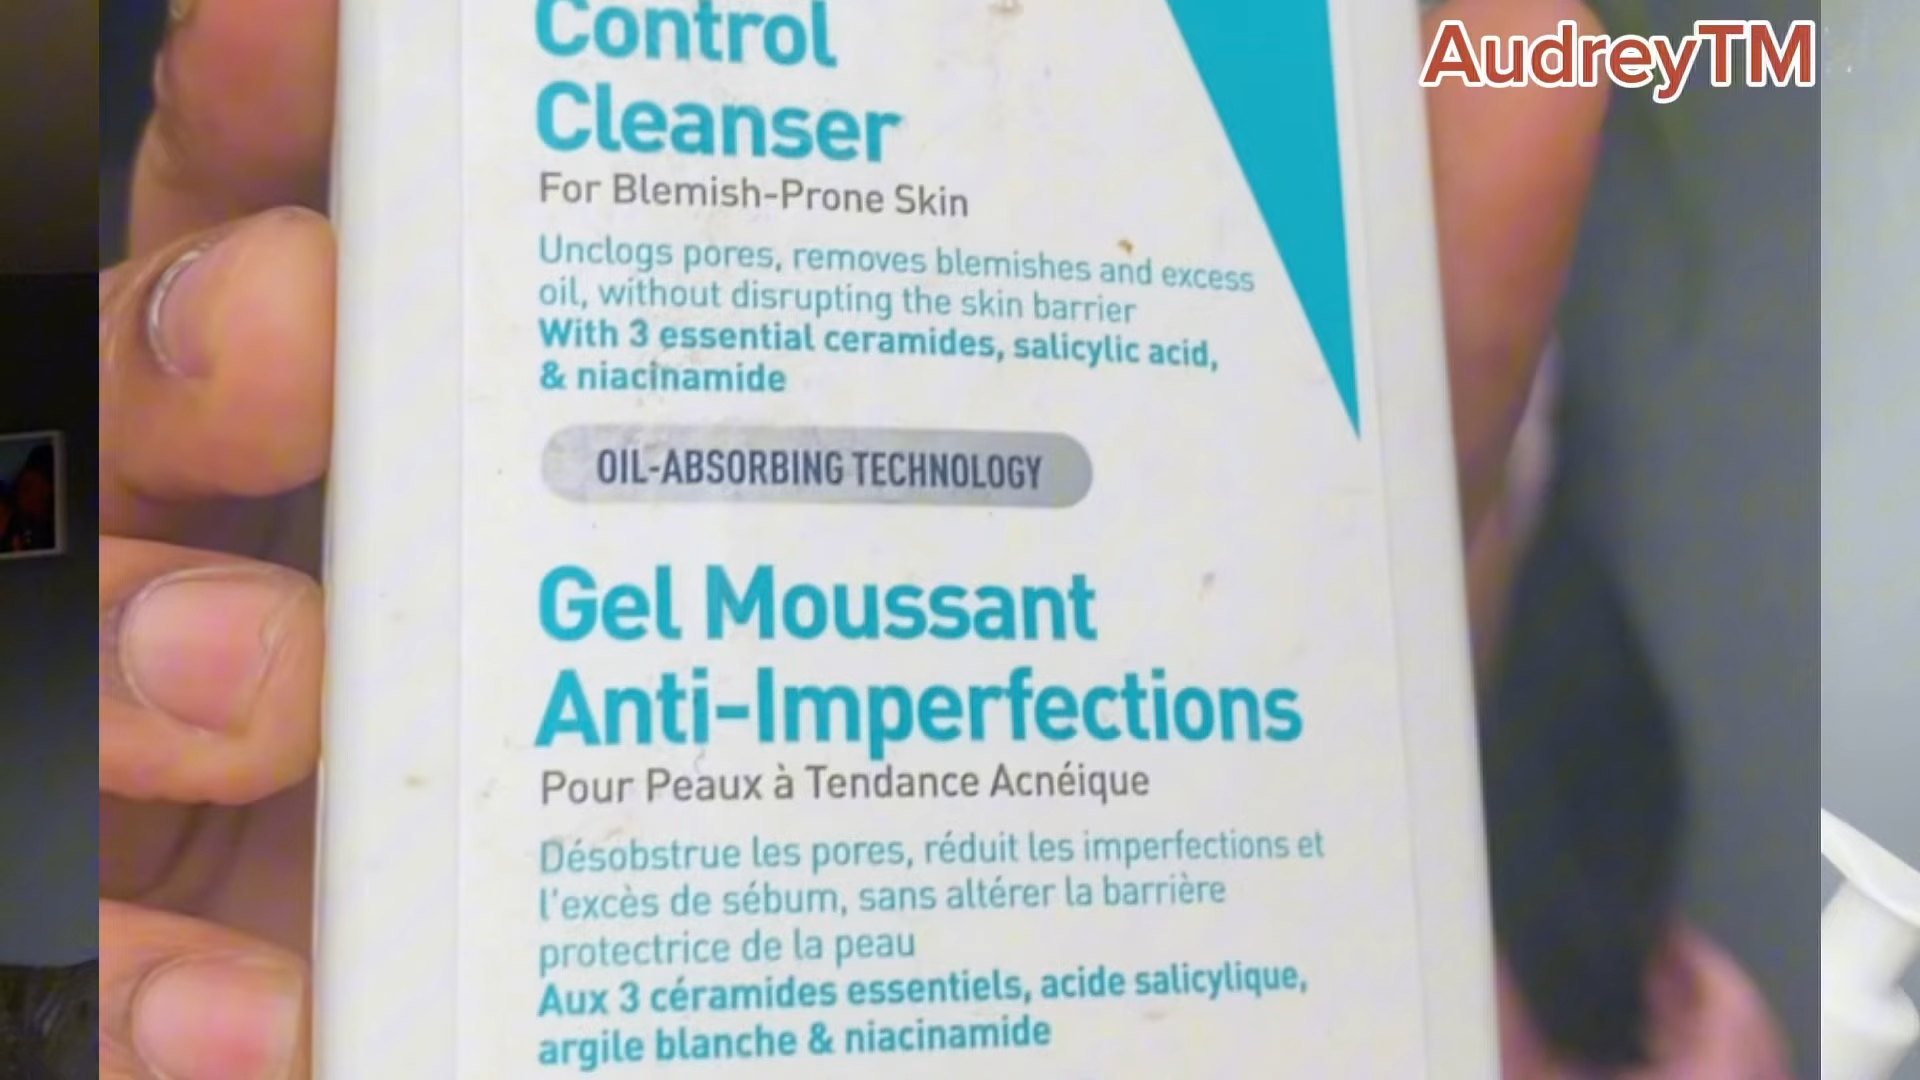 AudreyTM
Control
Cleanser
For Blemish-Prone Skin
Unclogs pores, removes blemishes and excess
oil, without disrupting the skin barrier
With 3 essential ceramides, salicylic acid,
& niacinamide
OIL-ABSORBING TECHNOLOGY
Gel Moussant
Anti-Imperfections
Pour Peaux à Tendance Acnéique
Désobstrue les pores, réduit les imperfections et
l'excès de sébum, sans altérer la barrière
protectrice de la peau
Aux 3 céramides essentiels, acide salicylique,
argile blanche & niacinamide